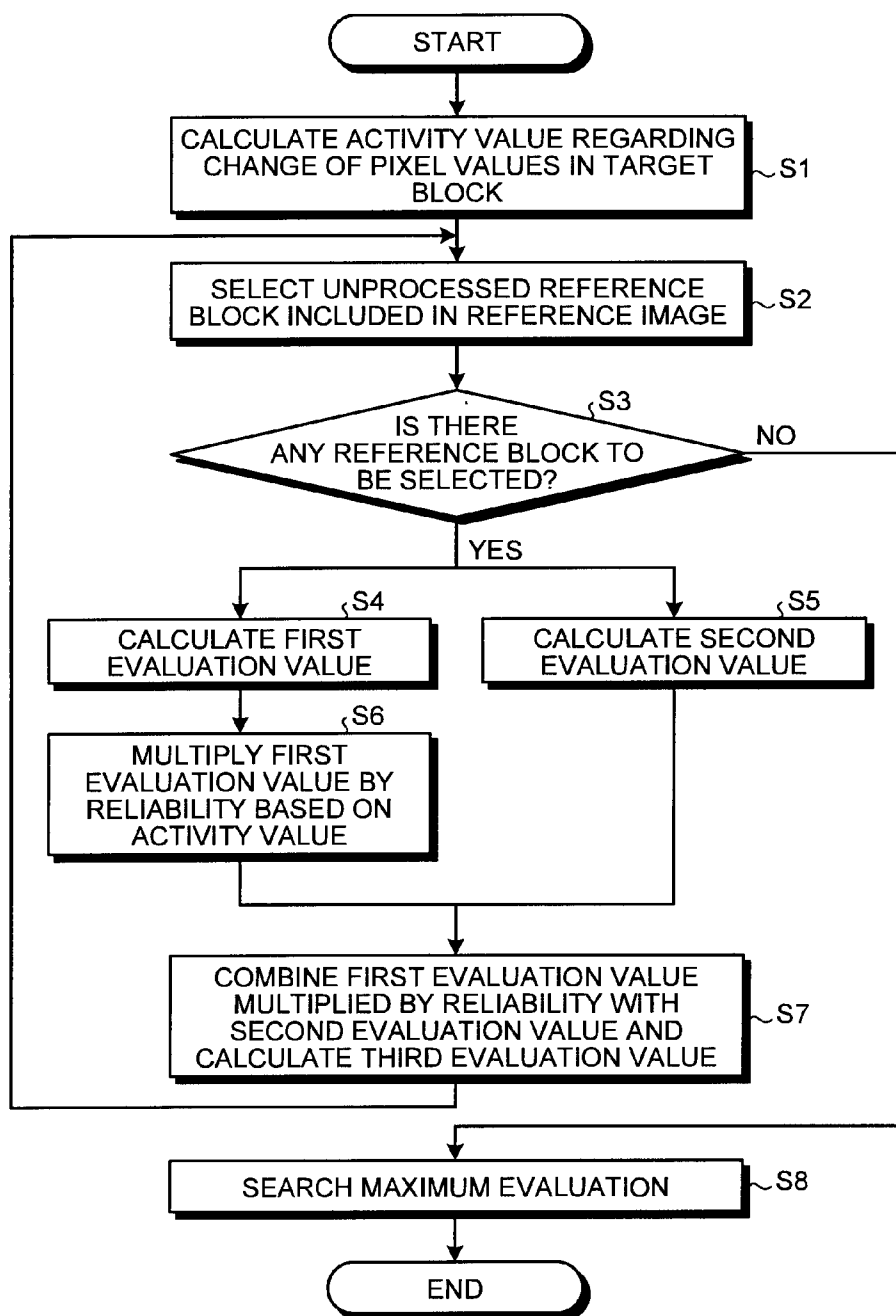 START
CALCULATE ACTIVITY VALUE REGARDING
CHANGE OF PIXEL VALUES IN TARGET
BLOCK
S1
SELECT UNPROCESSED REFERENCE
BLOCK INCLUDED IN REFERENCE IMAGE
S2
S3
IS THERE
ANY REFERENCE BLOCK TO
BE SELECTED?
NO
YES
S4
CALCULATE FIRST
EVALUATION VALUE
S5
CALCULATE SECOND
EVALUATION VALUE
S6
MULTIPLY FIRST
EVALUATION VALUE BY
RELIABILITY BASED ON
ACTIVITY VALUE
COMBINE FIRST EVALUATION VALUE
MULTIPLIED BY RELIABILITY WITH
SECOND EVALUATION VALUE AND
CALCULATE THIRD EVALUATION VALUE
S7
SEARCH MAXIMUM EVALUATION
S8
END